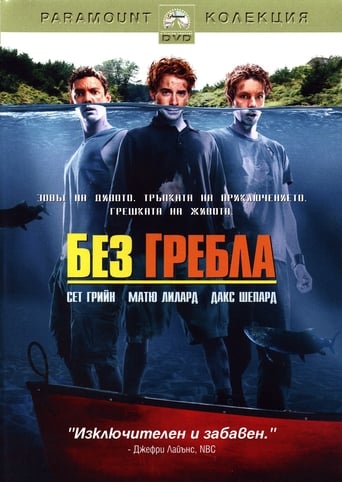 PARAMOUNT КОЛЕКЦИЯ
DVD
ЗОВЪТ НА ДИВОТО. ТРЪПКАТА НА ПРИКЛЮЧЕНИЕТО.
ГРЕШКАТА НА ЖИВОТА.
БЕЗ ГРЕБЛА
СЕТ ГРИЙН МАТЮ ЛИЛАРД ДАКС ШЕПАРД
"Изключителен и забавен."
- Джефри Лайънс, NBC